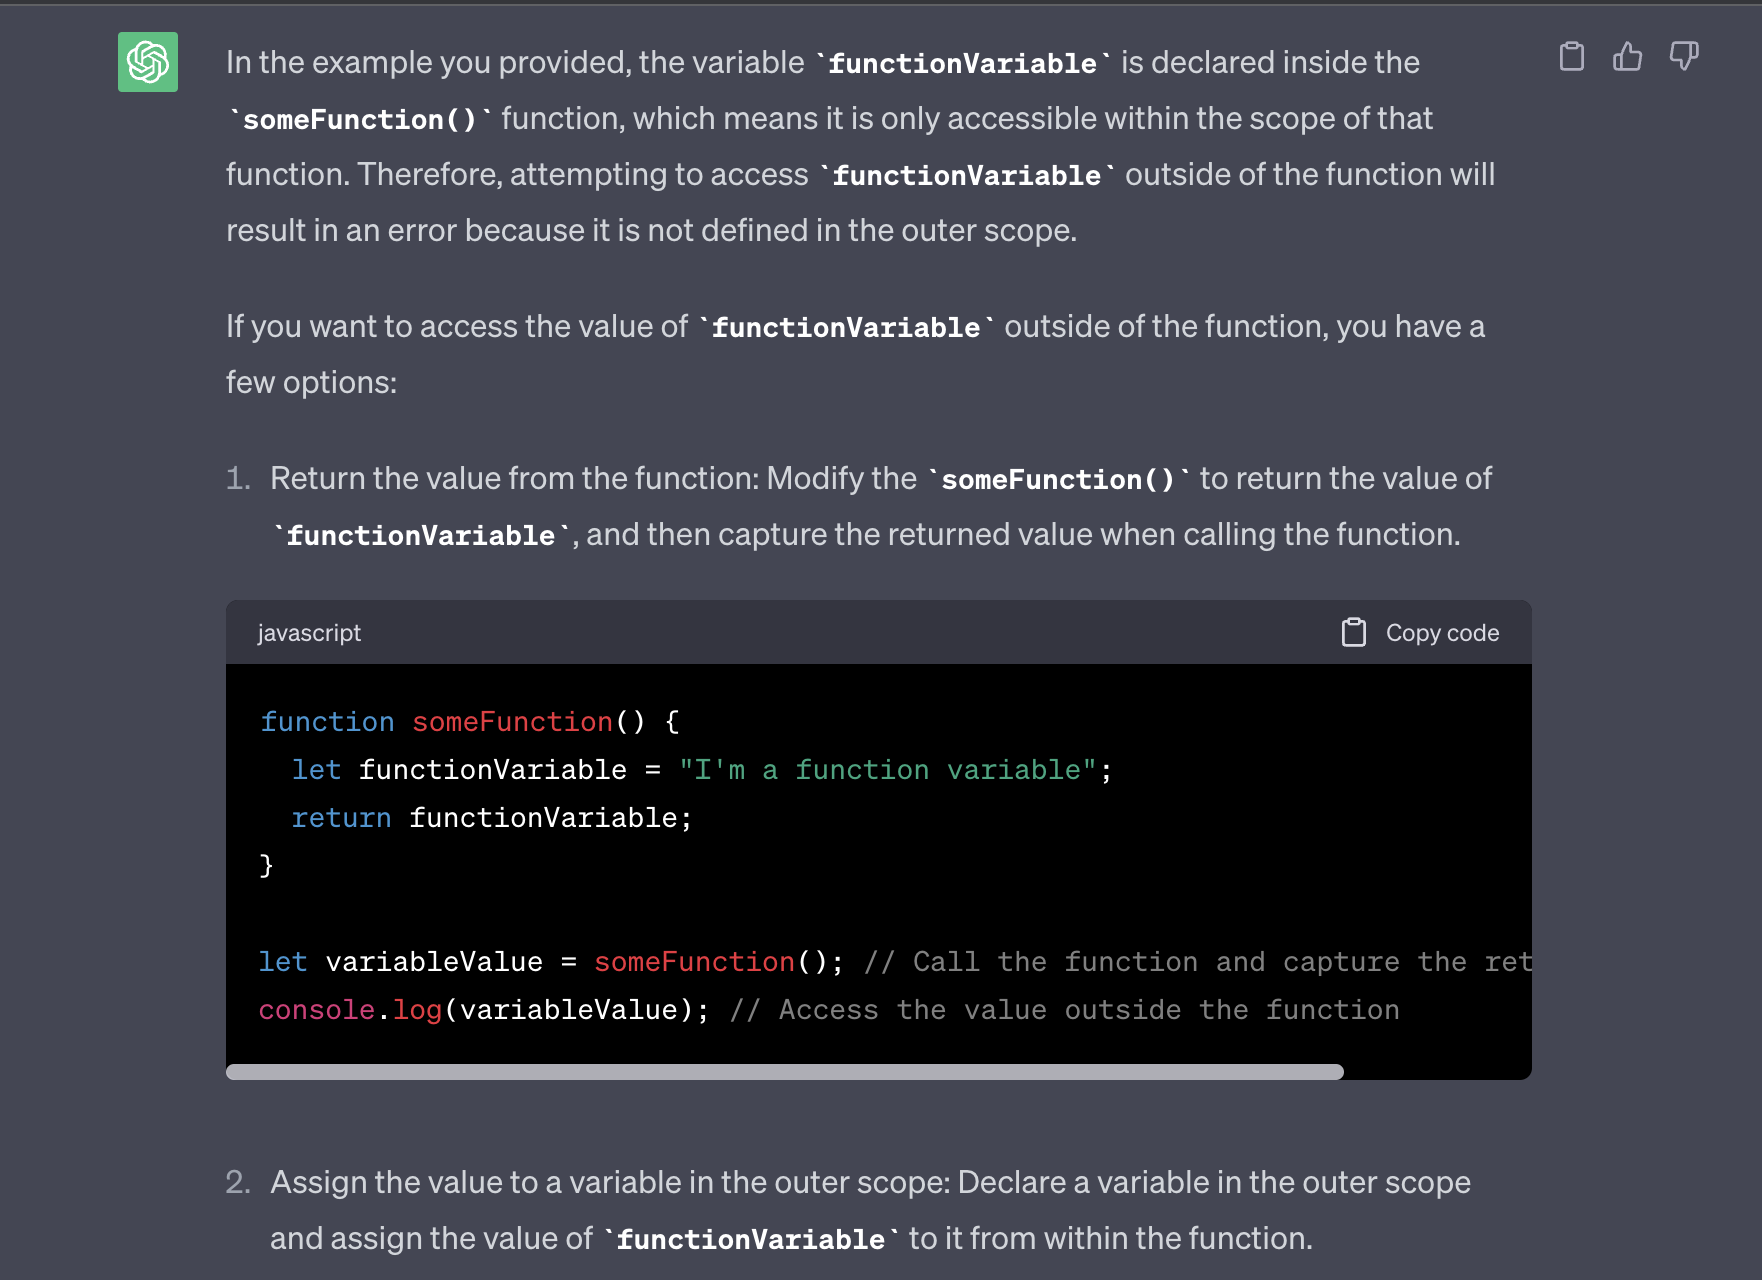 In the example you provided, the variable `functionVariable` is declared inside the
`someFunction()` function, which means it is only accessible within the scope of that
function. Therefore, attempting to access `functionVariable` outside of the function will
result in an error because it is not defined in the outer scope.
If you want to access the value of `functionVariable` outside of the function, you have a
few options:
1. Return the value from the function: Modify the `someFunction()` to return the value of
`functionVariable`, and then capture the returned value when calling the function.
javascript Copy code
function someFunction() {
  let functionVariable = "I'm a function variable";
  return functionVariable;
}
let variableValue = someFunction(); // Call the function and capture the ret
console.log(variableValue); // Access the value outside the function
2. Assign the value to a variable in the outer scope: Declare a variable in the outer scope
and assign the value of `functionVariable` to it from within the function.